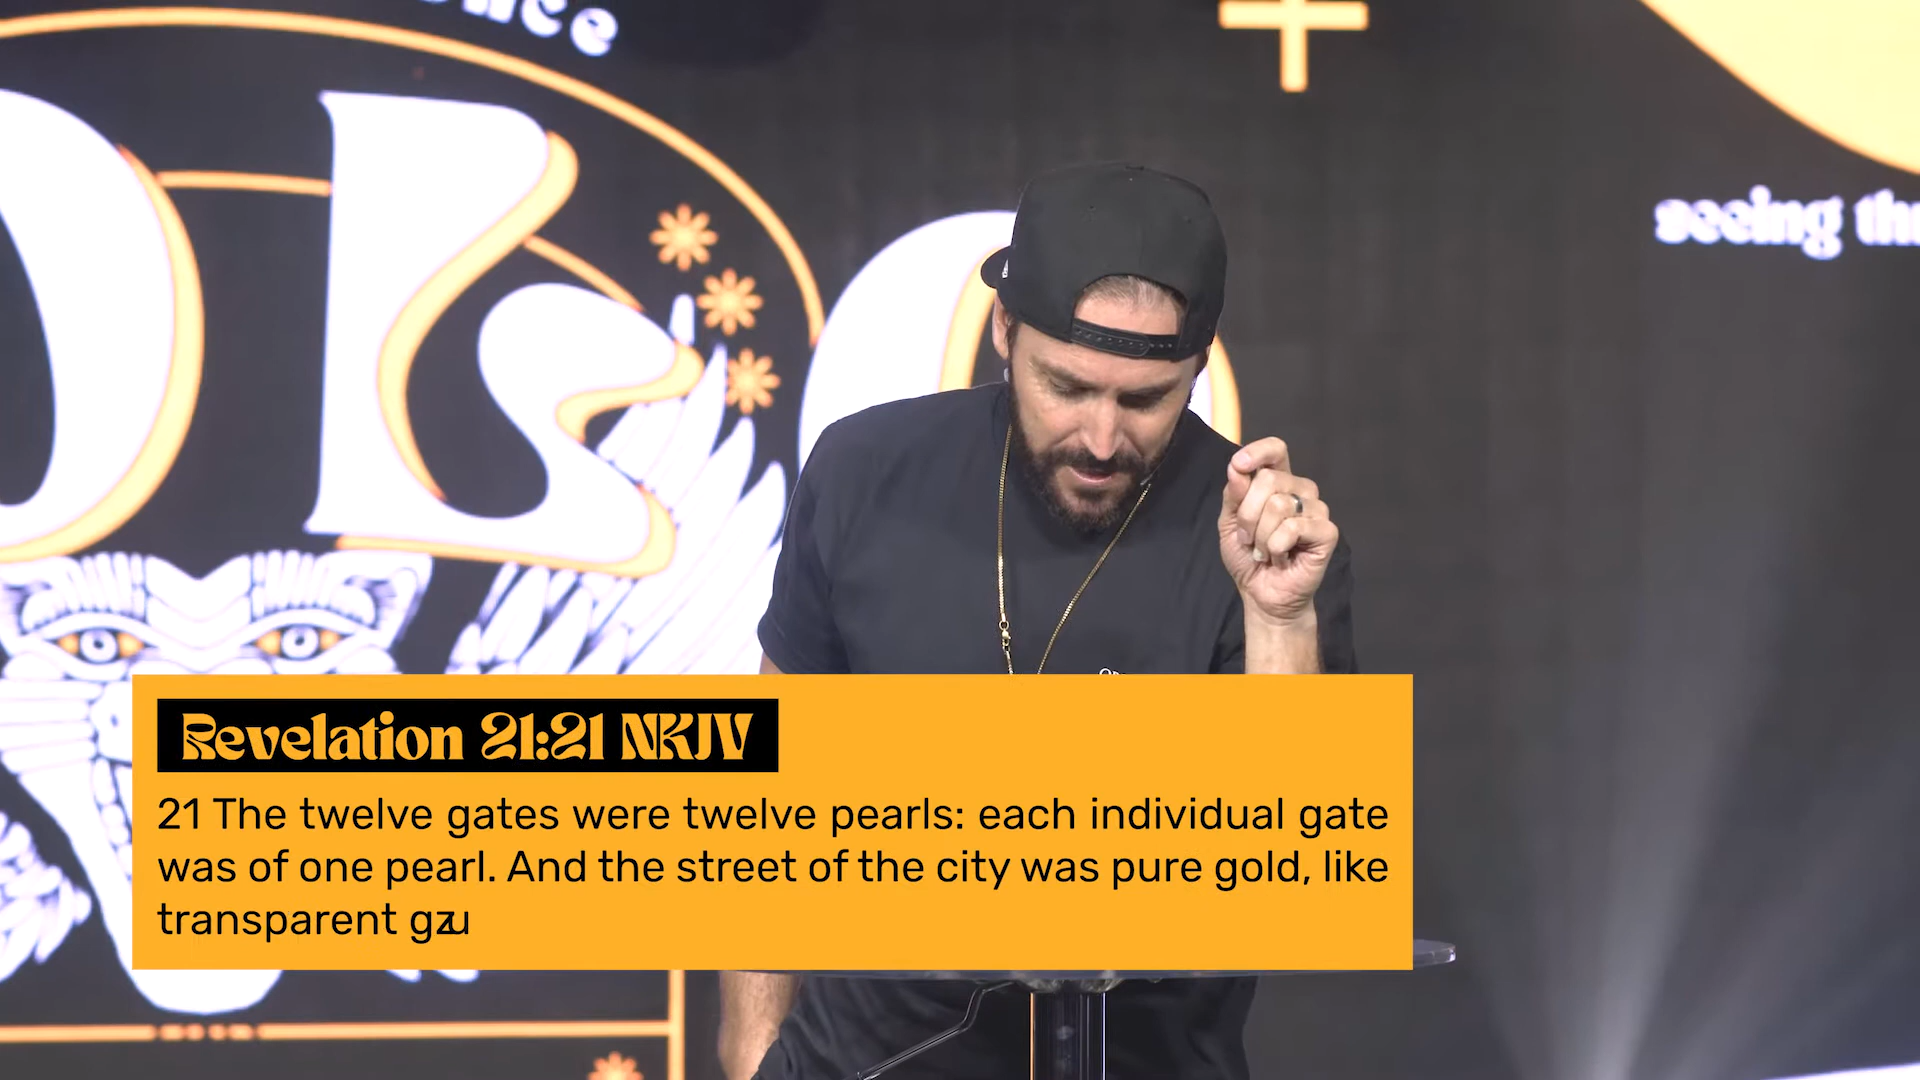 seeing
Revelation 21:21 NKJV
21 The twelve gates were twelve pearls: each individual gate
was of one pearl. And the street of the city was pure gold, like
transparent gzu